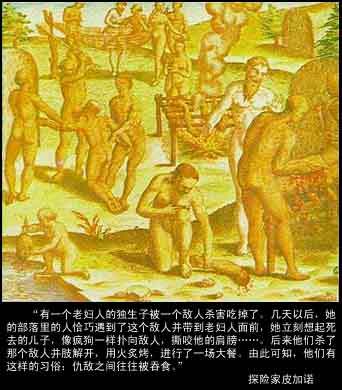 “有一个老妇人的独生子被一个敌人杀害吃掉了，几天以后，她
的部落里的人恰巧遇到了这个敌人并带到老妇人面前，她立刻想起死
去的儿子，像疯狗一样扑向敌人，撕咬他的肩膀……。后来他们杀了
那个敌人并肢解开，用火炙烤，进行了一场大餐。由此可知，他们有
这样的习俗：仇敌之间往往被吞食。”
探险家皮加诺